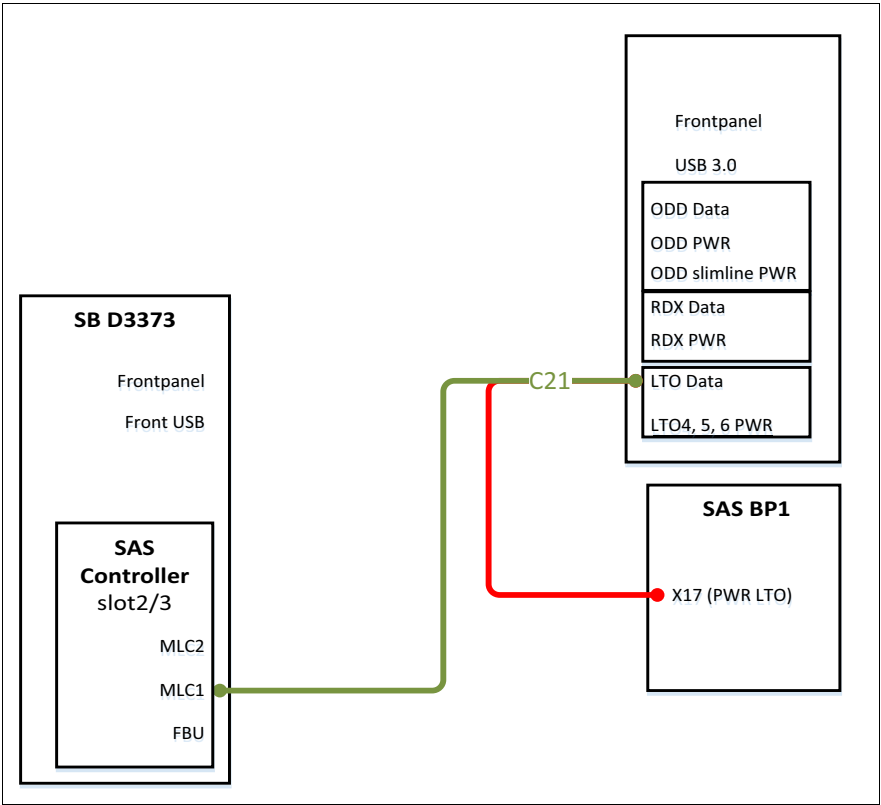 Frontpanel
USB 3.0
ODD Data
ODD PWR
ODD slimline PWR
RDX Data
RDX PWR
LTO Data
LTO4, 5, 6 PWR
SB D3373
Frontpanel
Front USB
C21
SAS BP1
X17 (PWR LTO)
SAS
Controller
slot2/3
MLC2
MLC1
FBU